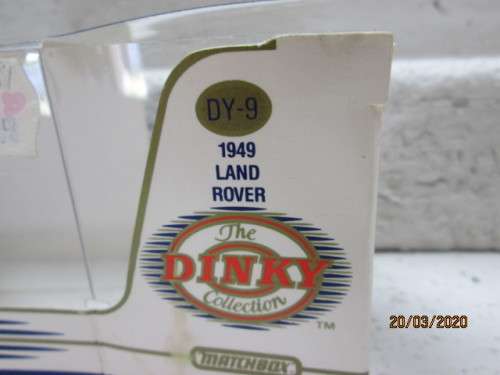 DY-9
1949
LAND
ROVER
The
DINKY
Collection
TM
MATCHBOX
20/03/2020